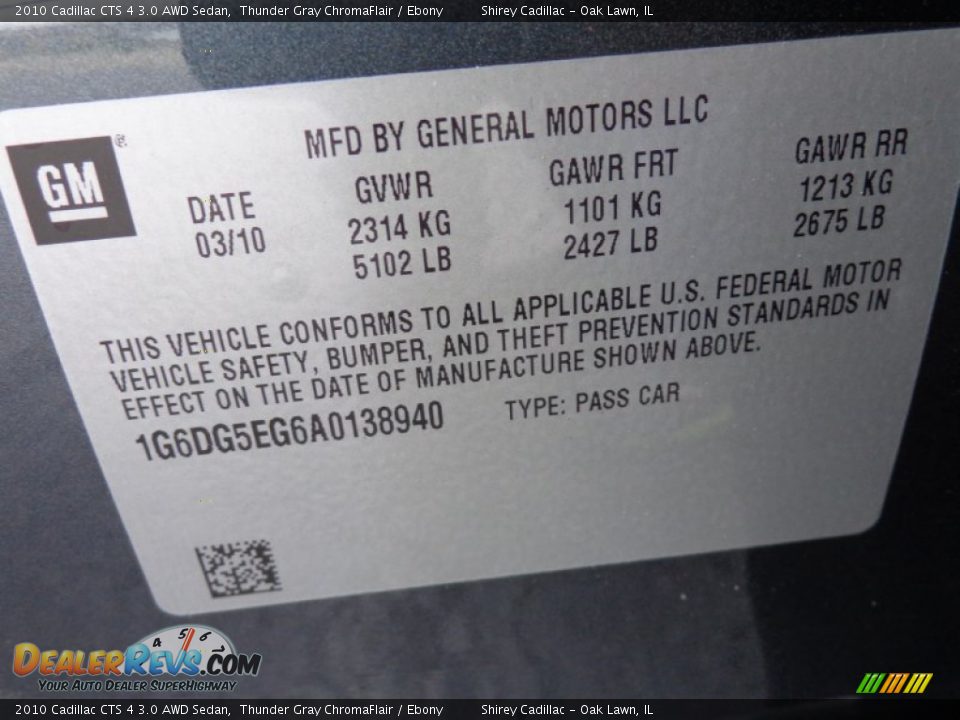 2010 Cadillac CTS 4 3.0 AWD Sedan, Thunder Gray ChromaFlair / Ebony Shirey Cadillac - Oak Lawn, IL
GM®
MFD BY GENERAL MOTORS LLC
DATE GVWR GAWR FRT GAWR RR
03/10 2314 KG 1101 KG 1213 KG
5102 LB 2427 LB 2675 LB
THIS VEHICLE CONFORMS TO ALL APPLICABLE U.S. FEDERAL MOTOR
VEHICLE SAFETY, BUMPER, AND THEFT PREVENTION STANDARDS IN
EFFECT ON THE DATE OF MANUFACTURE SHOWN ABOVE.
1G6DG5EG6A0138940 TYPE: PASS CAR
4 5 6 7
DEALERREVS.COM
YOUR AUTO DEALER SUPERHIGHWAY
2010 Cadillac CTS 4 3.0 AWD Sedan, Thunder Gray ChromaFlair / Ebony Shirey Cadillac - Oak Lawn, IL